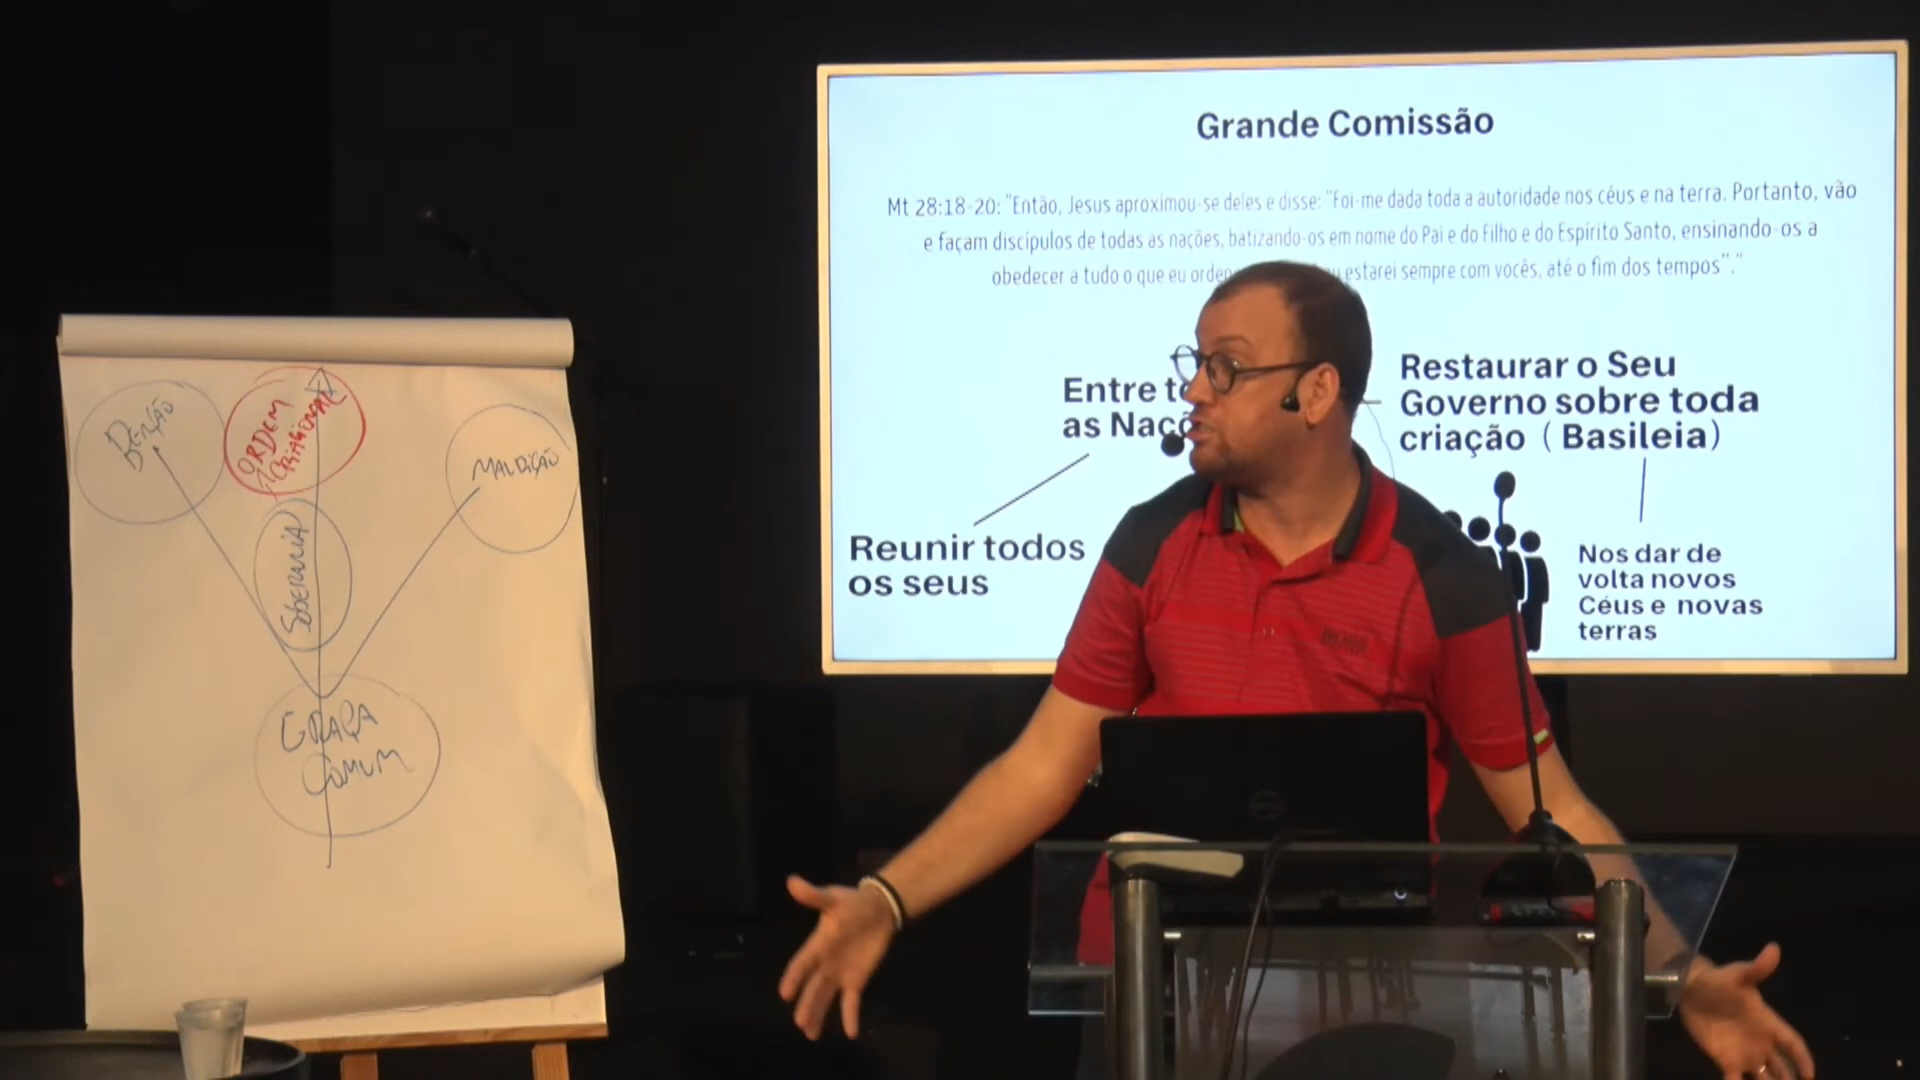 Grande Comissão
Mt 28:18-20: "Então, Jesus aproximou-se deles e disse: "Foi-me dada toda a autoridade nos céus e na terra. Portanto, vão
e façam discípulos de todas as nações, batizando-os em nome do Pai e do Filho e do Espírito Santo, ensinando-os a
obedecer a tudo o que eu estarei sempre com vocês, até o fim dos tempos"."
Entre
as
Restaurar o Seu
Governo sobre toda
criação ( Basileia)
Reunir todos
os seus
Nos dar de
volta novos
Céus e novas
terras
BENÇÃO
ORDEM
CRIACIONAL
MALDIÇÃO
SOBERANIA
GRAÇA
COMUM
DELL